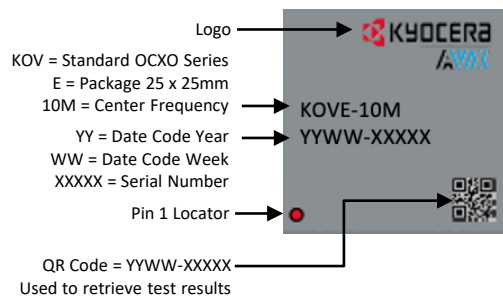 Logo
KYOCERA
AVX
KOV = Standard OCXO Series
E = Package 25 x 25mm
10M = Center Frequency
KOVE-10M
YY = Date Code Year
YYWW-XXXXX
WW = Date Code Week
XXXXX = Serial Number
Pin 1 Locator
QR Code = YYWW-XXXXX
Used to retrieve test results